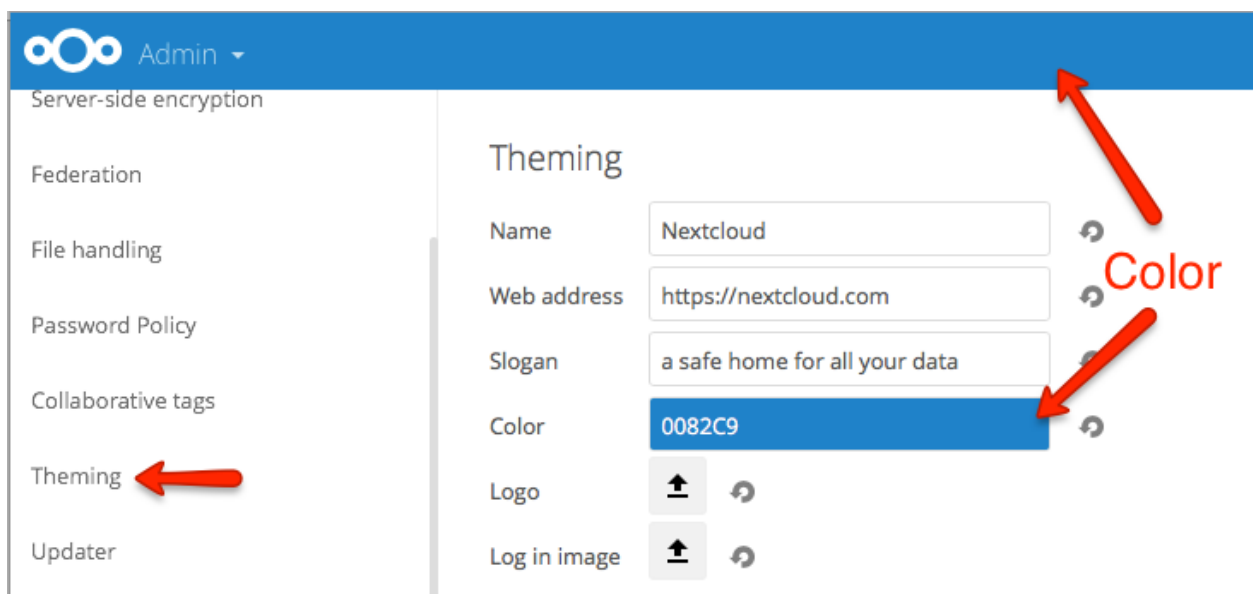 Admin
Server-side encryption
Federation
File handling
Password Policy
Collaborative tags
Theming
Updater
Theming
Name Nextcloud
Web address https://nextcloud.com
Slogan a safe home for all your data
Color 0082C9
Logo
Log in image
Color